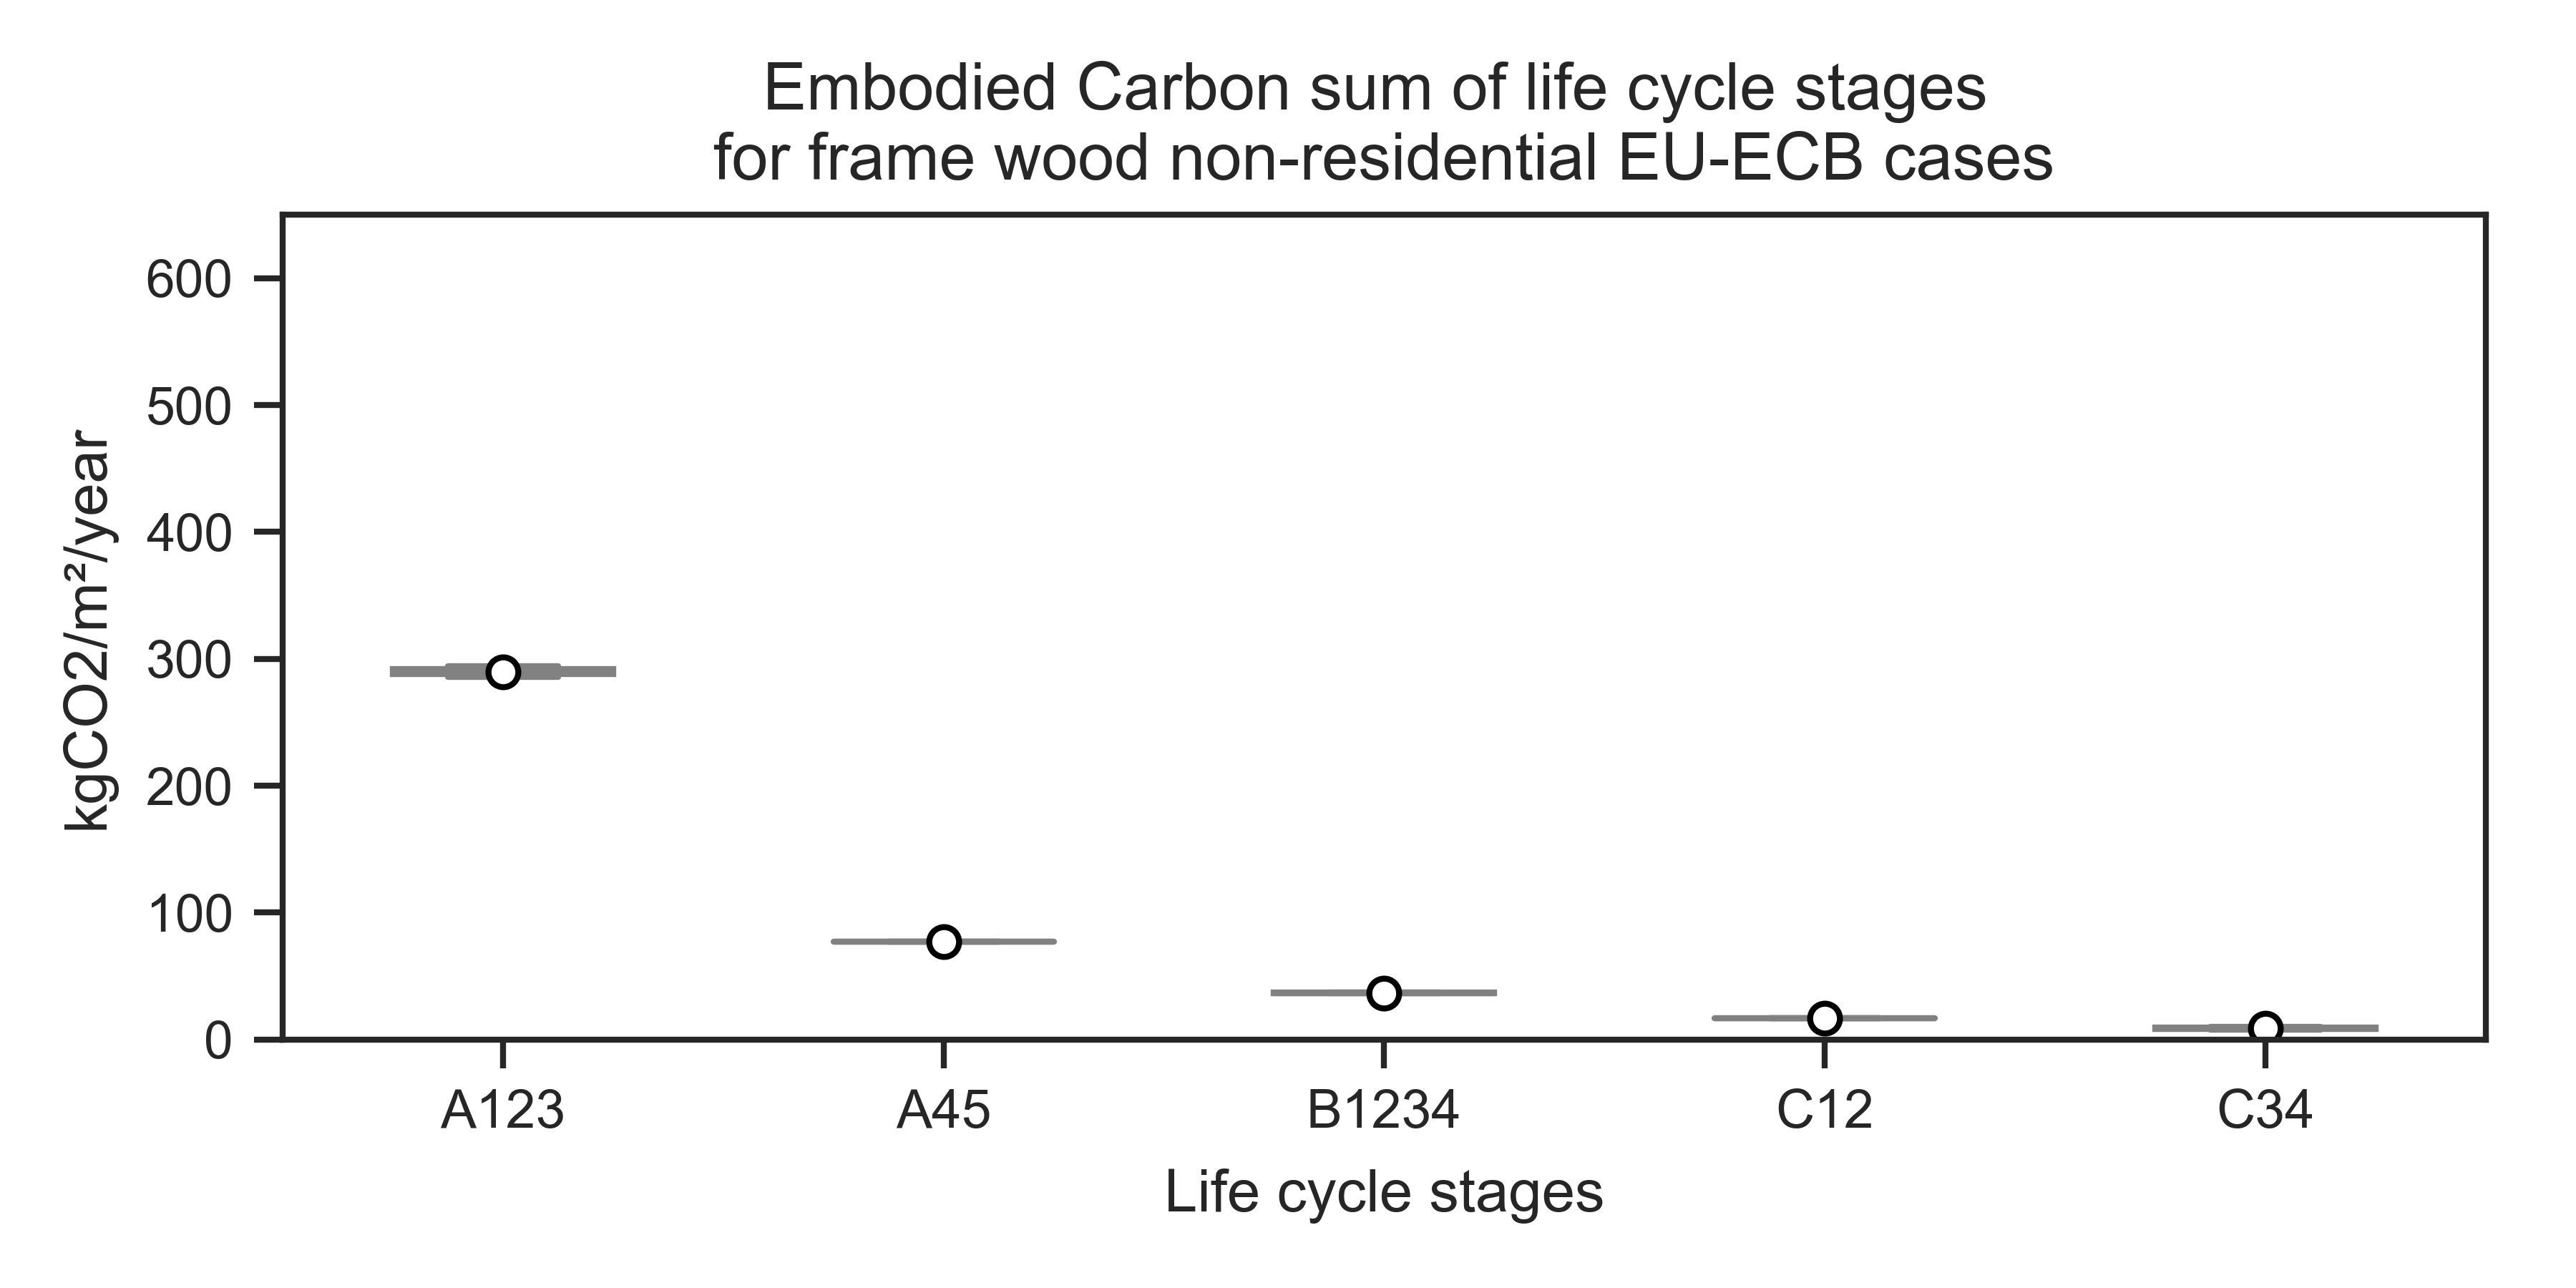 Embodied Carbon sum of life cycle stages
for frame wood non-residential EU-ECB cases
kgCO2/m²/year
600
500
400
300
200
100
0
A123 A45 B1234 C12 C34
Life cycle stages